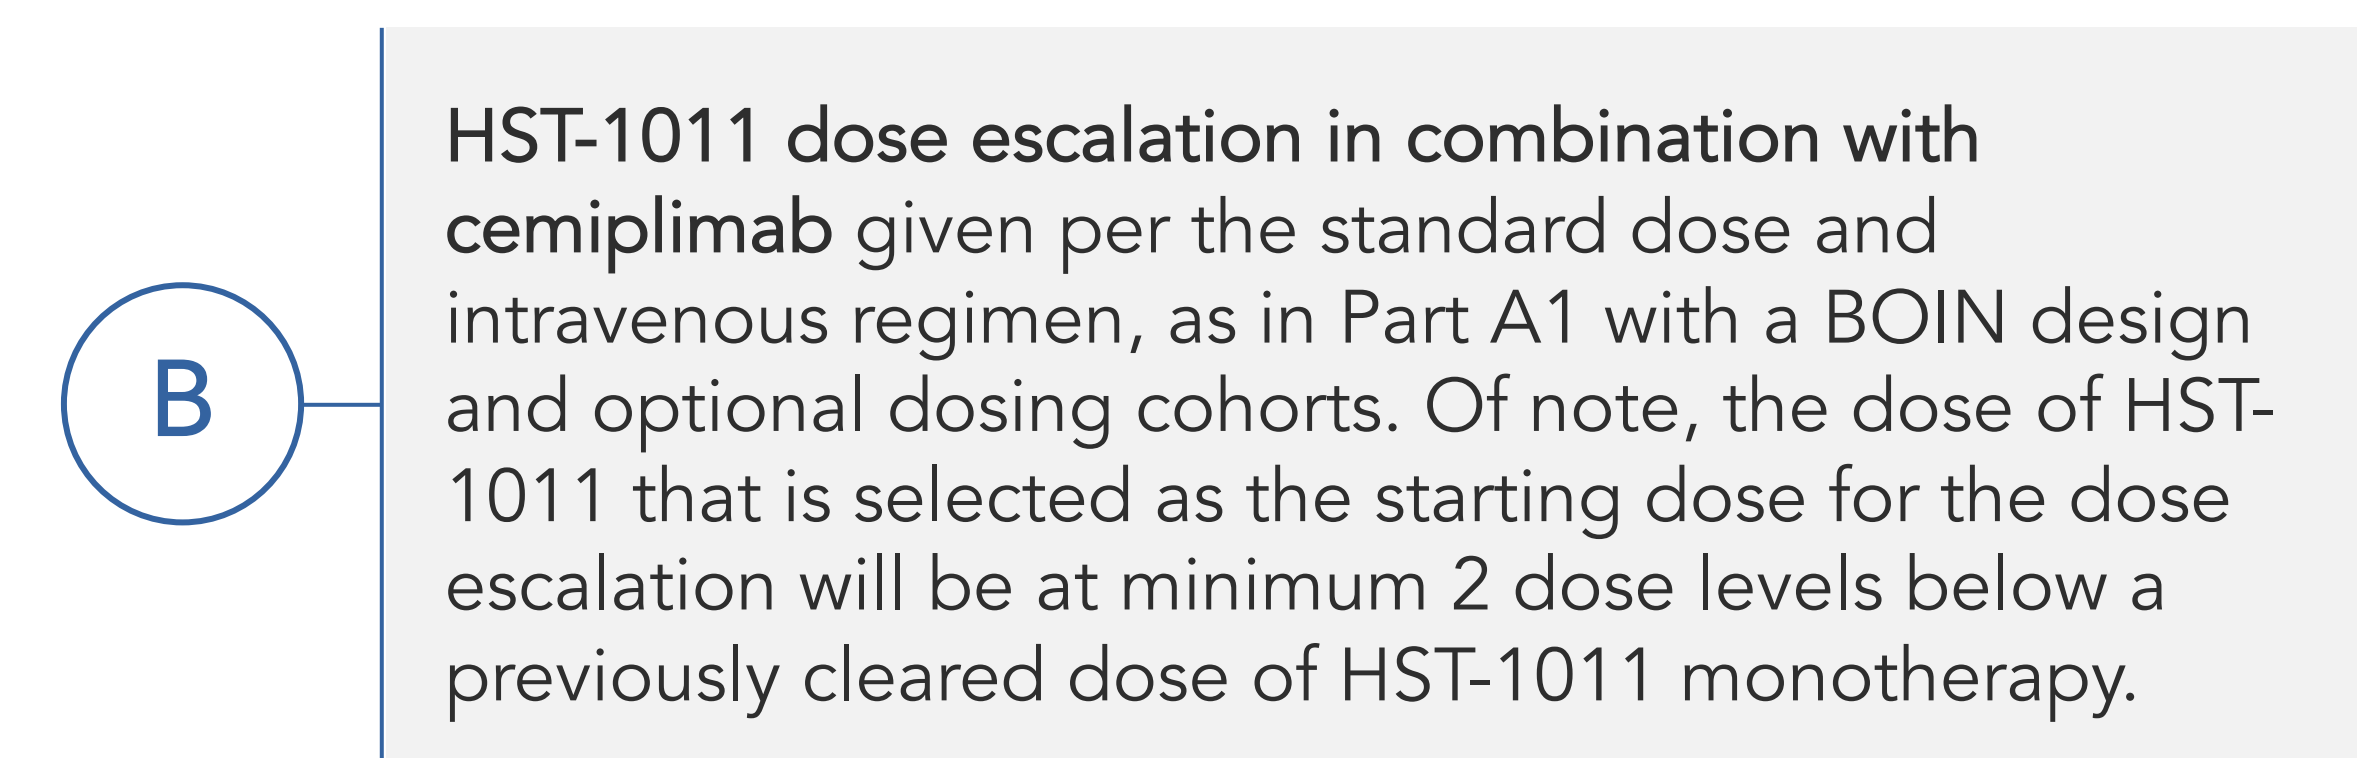 B
HST-1011 dose escalation in combination with
cemiplimab given per the standard dose and
intravenous regimen, as in Part A1 with a BOIN design
and optional dosing cohorts. Of note, the dose of HST-
1011 that is selected as the starting dose for the dose
escalation will be at minimum 2 dose levels below a
previously cleared dose of HST-1011 monotherapy.